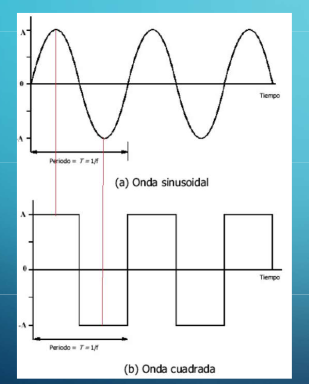 A
0
Tiempo
A
Periodo = T = 1/f
(a) Onda sinusoidal
A
0
Tiempo
-A
Periodo = T = 1/f
(b) Onda cuadrada